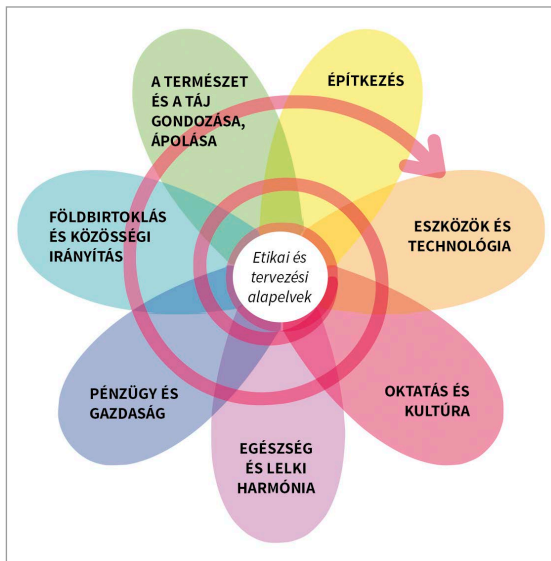 A TERMÉSZET
ÉS A TÁJ
GONDOZÁSA,
ÁPOLÁSA
ÉPÍTKEZÉS
ESZKÖZÖK ÉS
TECHNOLÓGIA
OKTATÁS ÉS
KULTÚRA
EGÉSZSÉG
ÉS LELKI
HARMÓNIA
PÉNZÜGY ÉS
GAZDASÁG
FÖLDBIRTOKLÁS
ÉS KÖZÖSSÉGI
IRÁNYÍTÁS
Etikai és
tervezési
alapelvek